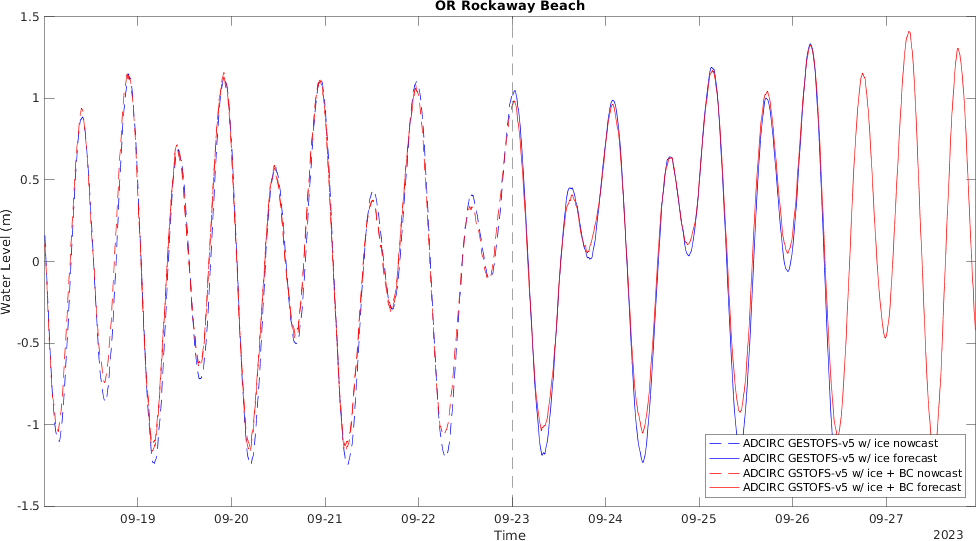 OR Rockaway Beach
1.5
1
0.5
0
-0.5
-1
-1.5
Water Level (m)
09-19 09-20 09-21 09-22 09-23 09-24 09-25 09-26 09-27
Time
2023
ADCIRC GESTOFS-v5 w/ ice nowcast
ADCIRC GESTOFS-v5 w/ ice forecast
ADCIRC GSTOFS-v5 w/ ice + BC nowcast
ADCIRC GSTOFS-v5 w/ ice + BC forecast